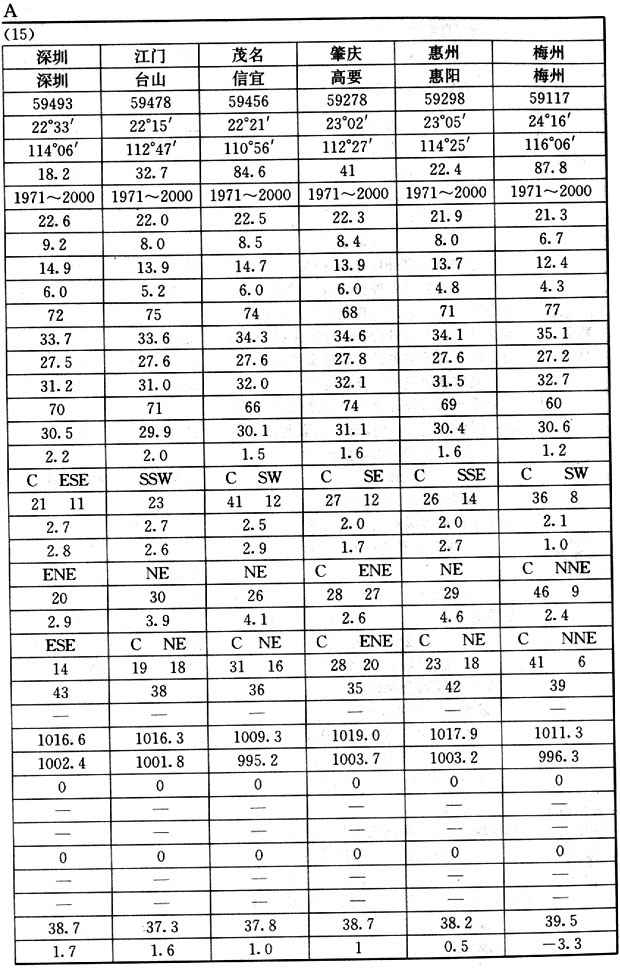 A
(15)
深圳 江门 茂名 肇庆 惠州 梅州
深圳 台山 信宜 高要 惠阳 梅州
59493 59478 59456 59278 59298 59117
22°33′ 22°15′ 22°21′ 23°02′ 23°05′ 24°16′
114°06′ 112°47′ 110°56′ 112°27′ 114°25′ 116°06′
18.2 32.7 84.6 41 22.4 87.8
1971～2000 1971～2000 1971～2000 1971～2000 1971～2000 1971～2000
22.6 22.0 22.5 22.3 21.9 21.3
9.2 8.0 8.5 8.4 8.0 6.7
14.9 13.9 14.7 13.9 13.7 12.4
6.0 5.2 6.0 6.0 4.8 4.3
72 75 74 68 71 77
33.7 33.6 34.3 34.6 34.1 35.1
27.5 27.6 27.6 27.8 27.6 27.2
31.2 31.0 32.0 32.1 31.5 32.7
70 71 66 74 69 60
30.5 29.9 30.1 31.1 30.4 30.6
2.2 2.0 1.5 1.6 1.6 1.2
C ESE SSW C SW C SE C SSE C SW
21 11 23 41 12 27 12 26 14 36 8
2.7 2.7 2.5 2.0 2.0 2.1
2.8 2.6 2.9 1.7 2.7 1.0
ENE NE NE C ENE NE C NNE
20 30 26 28 27 29 46 9
2.9 3.9 4.1 2.6 4.6 2.4
ESE C NE C NE C ENE C NE C NNE
14 19 18 31 16 28 20 23 18 41 6
43 38 36 35 42 39
— — — — — —
1016.6 1016.3 1009.3 1019.0 1017.9 1011.3
1002.4 1001.8 995.2 1003.7 1003.2 996.3
0 0 0 0 0 0
— — — — — —
— — — — — —
0 0 0 0 0 0
— — — — — —
— — — — — —
38.7 37.3 37.8 38.7 38.2 39.5
1.7 1.6 1.0 1 0.5 −3.3